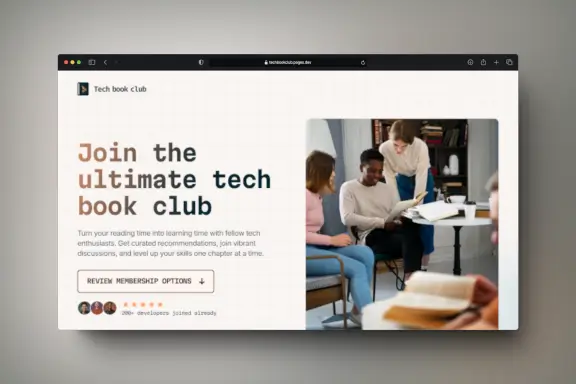 techbookclub.pages.dev
Tech book club
Join the
ultimate tech
book club
Turn your reading time into learning time with fellow tech
enthusiasts. Get curated recommendations, join vibrant
discussions, and level up your skills one chapter at a time.
REVIEW MEMBERSHIP OPTIONS ↓
200+ developers joined already